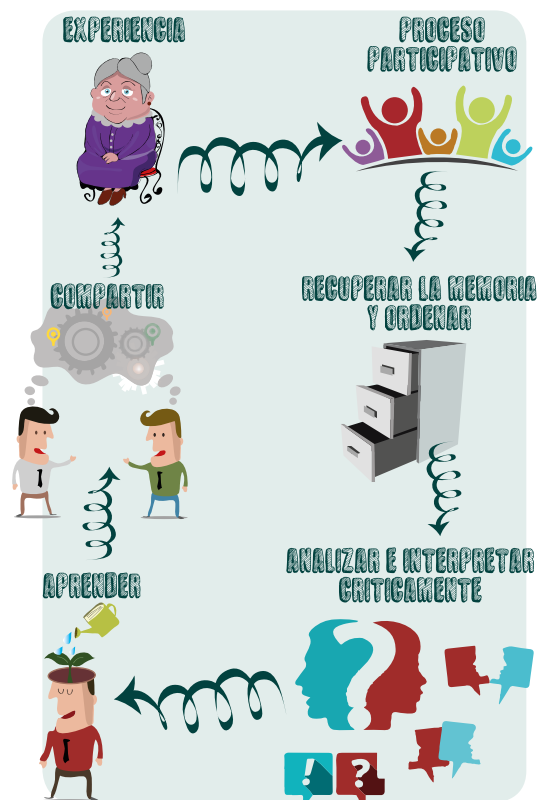 EXPERIENCIA
PROCESO
PARTICIPATIVO
RECUPERAR LA MEMORIA
Y ORDENAR
ANALIZAR E INTERPRETAR
CRITICAMENTE
APRENDER
COMPARTIR
! ?